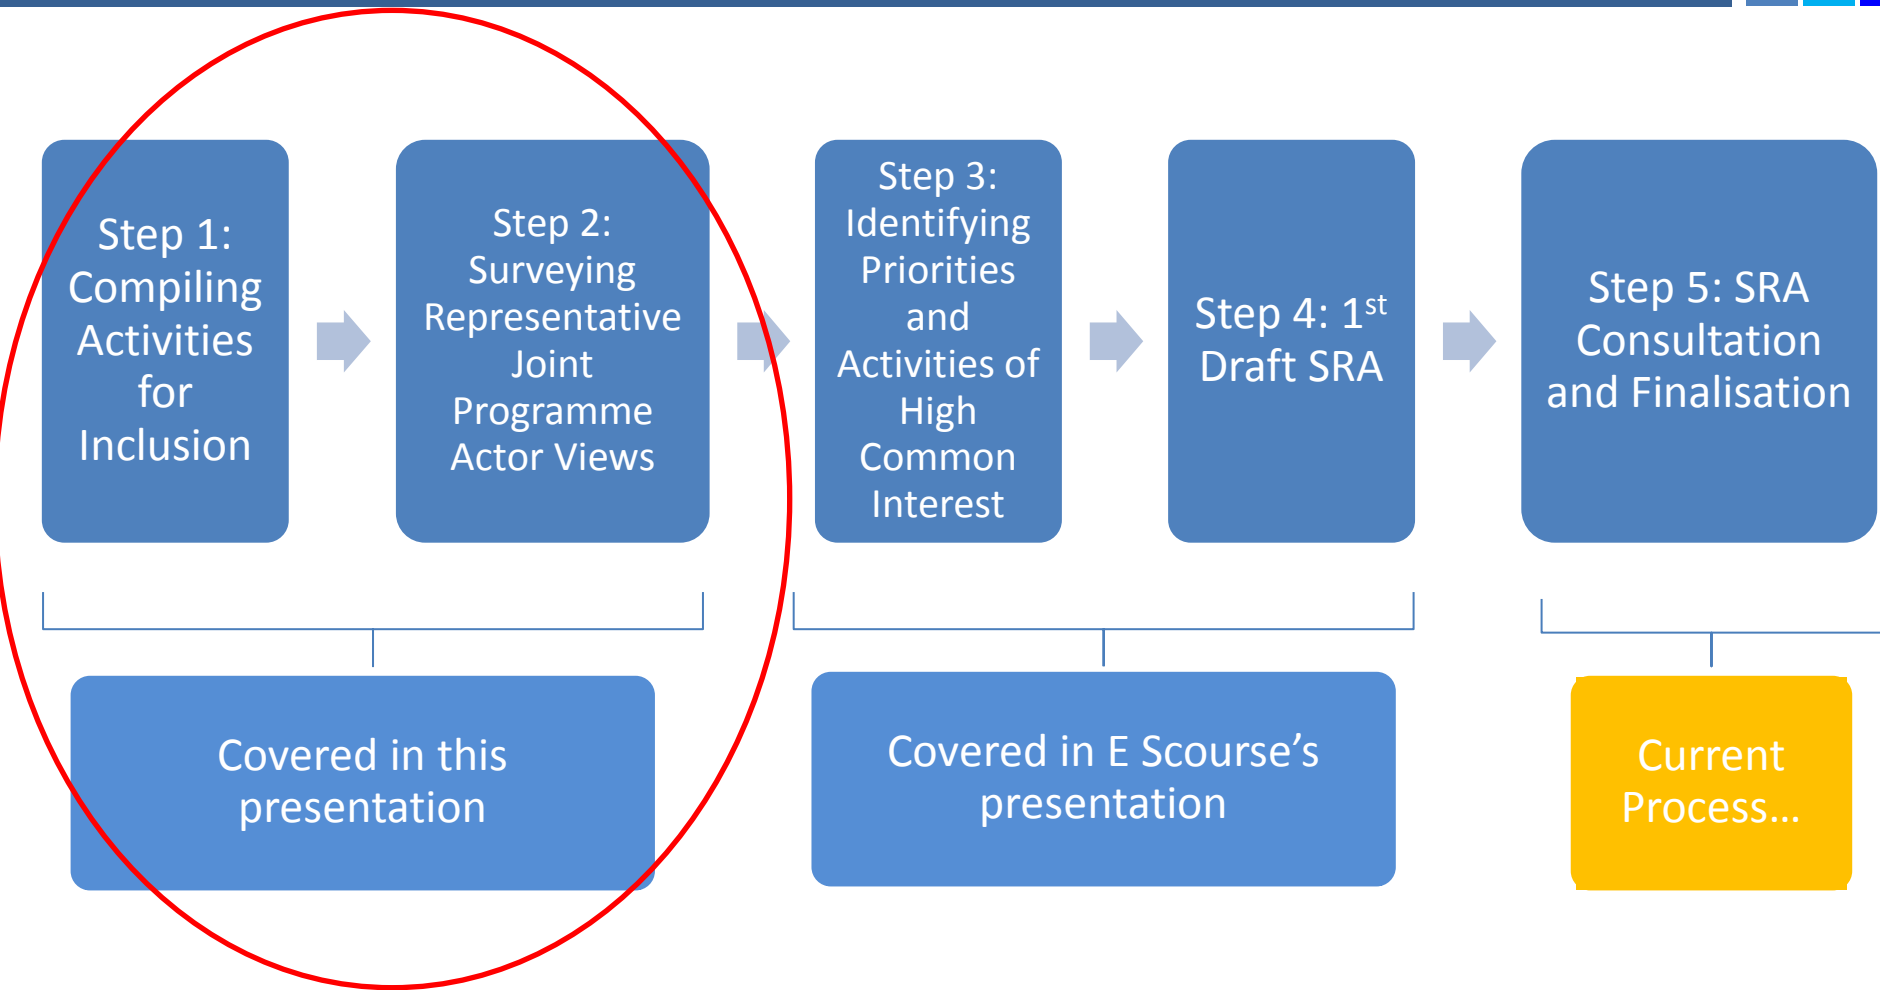 Step 1:
Compiling
Activities
for
Inclusion
Step 2:
Surveying
Representative
Joint
Programme
Actor Views
Step 3:
Identifying
Priorities
and
Activities of
High
Common
Interest
Step 4: 1st
Draft SRA
Step 5: SRA
Consultation
and Finalisation
Covered in this
presentation
Covered in E Scourse’s
presentation
Current
Process…